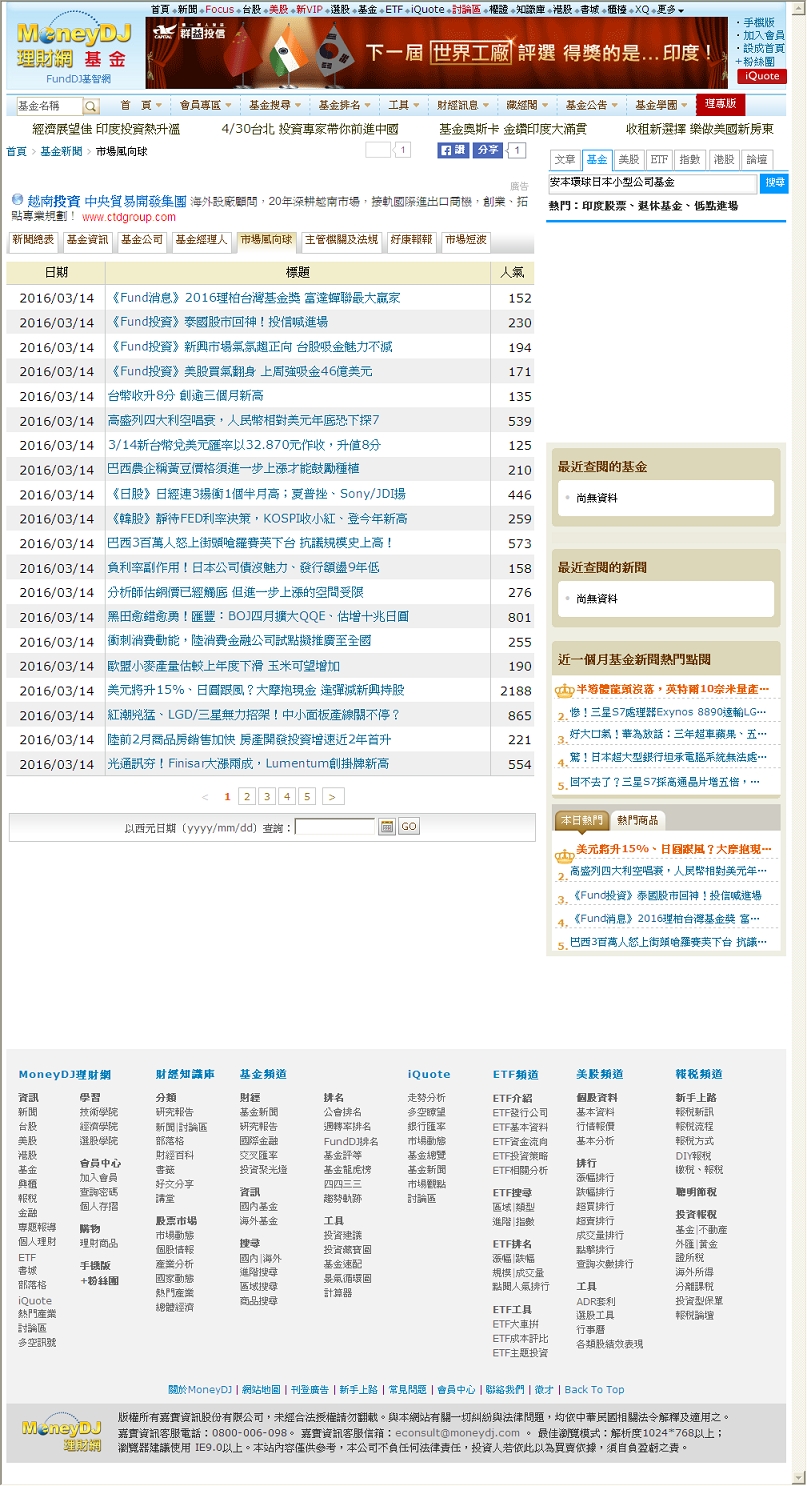 首頁 新聞 Focus 台股 美股 新VIP 選股 基金 ETF iQuote 討論區 權證 知識庫 港股 書城 櫃檯 XQ 更多
MoneyDJ
理財網 基金
FundDJ基智網
群益投信
下一屆 世界工廠 評選 得獎的是...印度!
手機版
加入會員
設成首頁
+粉絲團
iQuote
基金名稱 首 頁 會員專區 基金搜尋 基金排名 工具 財經訊息 藏經閣 基金公告 基金學園 理專版
經濟展望佳 印度投資熱升溫 4/30台北 投資專家帶你前進中國 基金奧斯卡 金鑽印度大滿貫 收租新選擇 樂做美國新房東
首頁 > 基金新聞 > 市場風向球
1 讚 分享 1
文章 基金 美股 ETF 指數 港股 論壇
安本環球日本小型公司基金 搜尋
熱門:印度股票、退休基金、低點進場
廣告
越南投資 中央貿易開發集團 海外設廠顧問,20年深耕越南市場,接軌國際進出口商機,創業、拓
點專業規劃! www.ctdgroup.com
新聞總表 基金資訊 基金公司 基金經理人 市場風向球 主管機關及法規 好康報報 市場短波
日期 標題 人氣
2016/03/14 《Fund消息》2016理柏台灣基金獎 富達蟬聯最大贏家 152
2016/03/14 《Fund投資》泰國股市回神!投信喊進場 230
2016/03/14 《Fund投資》新興市場氣氛趨正向 台股吸金魅力不減 194
2016/03/14 《Fund投資》美股買氣翻身 上周強吸金46億美元 171
2016/03/14 台幣收升8分 創逾三個月新高 135
2016/03/14 高盛列四大利空唱衰,人民幣相對美元年底恐下探7 539
2016/03/14 3/14新台幣兌美元匯率以32.870元作收,升值8分 125
2016/03/14 巴西農企稱黃豆價格須進一步上漲才能鼓勵種植 210
2016/03/14 《日股》日經連3揚衝1個半月高;夏普挫、Sony/JDI揚 446
2016/03/14 《韓股》靜待FED利率決策,KOSPI收小紅、登今年新高 259
2016/03/14 巴西3百萬人怒上街頭嗆羅賽芙下台 抗議規模史上高! 573
2016/03/14 負利率副作用!日本公司債沒魅力、發行額遽9年低 158
2016/03/14 分析師估銅價已經觸底 但進一步上漲的空間受限 276
2016/03/14 黑田愈錯愈勇!匯豐:BOJ四月擴大QQE、估增十兆日圓 801
2016/03/14 衝刺消費動能,陸消費金融公司試點擬推廣至全國 255
2016/03/14 歐盟小麥產量估較上年度下滑 玉米可望增加 190
2016/03/14 美元將升15%、日圓跟風?大摩抱現金 逢彈減新興持股 2188
2016/03/14 紅潮兇猛、LGD/三星無力招架!中小面板產線關不停? 865
2016/03/14 陸前2月商品房銷售加快 房產開發投資增速近2年首升 221
2016/03/14 光通訊夯!Finisar大漲兩成,Lumentum創掛牌新高 554
< 1 2 3 4 5 >
以西元日期 (yyyy/mm/dd) 查詢: GO
最近查閱的基金
尚無資料
最近查閱的新聞
尚無資料
近一個月基金新聞熱門點閱
半導體龍頭沒落,英特爾10奈米量產…
2. 慘!三星S7處理器Exynos 8890遠輸LG…
3. 好大口氣!華為放話:三年超車蘋果、五…
4. 驚!日本超大型銀行坦承電腦系統無法處…
5. 回不去了?三星S7採高通晶片增五倍,…
本日熱門 熱門商品
美元將升15%、日圓跟風?大摩抱現…
2. 高盛列四大利空唱衰,人民幣相對美元年…
3. 《Fund投資》泰國股市回神!投信喊進場
4. 《Fund消息》2016理柏台灣基金獎 富…
5. 巴西3百萬人怒上街頭嗆羅賽芙下台 抗議…
MoneyDJ理財網 財經知識庫 基金頻道 iQuote ETF頻道 美股頻道 報稅頻道
資訊
新聞
台股
美股
港股
基金
興櫃
報稅
金融
專題報導
個人理財
ETF
書城
部落格
iQuote
熱門產業
討論區
多空訊號
學習
技術學院
經濟學院
選股學院
會員中心
加入會員
查詢密碼
個人存摺
購物
理財商品
手機版
+粉絲團
分類
研究報告
新聞|討論區
部落格
財經百科
書籤
好文分享
講堂
股票市場
市場動態
個股情報
產業分析
國家動態
熱門產業
總體經濟
財經
基金新聞
研究報告
國際金融
交叉匯率
投資聚光燈
資訊
國內基金
海外基金
搜尋
國內|海外
進階搜尋
區域搜尋
商品搜尋
排名
公會排名
週轉率排名
FundDJ排名
基金評等
基金龍虎榜
四四三三
趨勢軌跡
工具
投資建議
投資藏寶圖
基金速配
景氣循環圖
計算器
走勢分析
多空瞭望
銀行匯率
市場動態
基金總覽
基金新聞
市場觀點
討論區
ETF介紹
ETF發行公司
ETF基本資料
ETF資金流向
ETF投資策略
ETF相關分析
ETF搜尋
區域|類型
進階|指數
ETF排名
漲幅|跌幅
規模|成交量
點閱人氣排行
ETF工具
ETF大車拚
ETF成本評比
ETF主題投資
個股資料
基本資料
行情報價
基本分析
排行
漲幅排行
跌幅排行
超買排行
超賣排行
成交量排行
點擊排行
查詢次數排行
工具
ADR套利
選股工具
行事曆
各類股績效表現
新手上路
報稅新訊
報稅流程
報稅方式
DIY報稅
繳稅、報稅
聰明節稅
投資報稅
基金|不動產
外匯|黃金
證所稅
海外所得
分離課稅
投資型保單
報稅論壇
關於MoneyDJ | 網站地圖 | 刊登廣告 | 新手上路 | 常見問題 | 會員中心 | 聯絡我們 | 徵才 | Back To Top
MoneyDJ
理財網
版權所有嘉實資訊股份有限公司,未經合法授權請勿翻載。與本網站有關一切糾紛與法律問題,均依中華民國相關法令解釋及適用之。
嘉實資訊客服電話:0800-006-098。 嘉實資訊客服信箱:econsult@moneydj.com 。 最佳瀏覽模式:解析度1024*768以上;
瀏覽器建議使用 IE9.0以上。本站內容僅供參考,本公司不負任何法律責任,投資人若依此以為買賣依據,須自負盈虧之責。